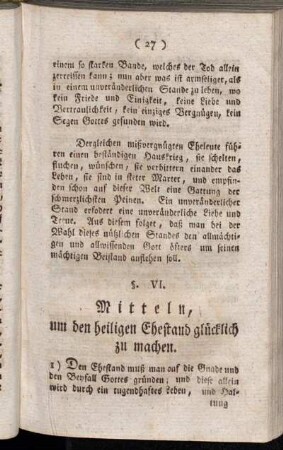 ( 27 )
einem so starken Bande, welches der Tod allein
zerreissen kann; nun aber was ist armseliger, als
in einem unveränderlichen Stande zu leben, wo
kein Friede und Einigkeit, keine Liebe und
Vertraulichkeit, kein einziges Vergnügen, kein
Segen Gottes gefunden wird.
Dergleichen misvergnügten Eheleute füh-
ren einen beständigen Hauskrieg, sie schelten,
fluchen, wünschen, sie verbittern einander das
Leben, sie sind in steter Marter, und empfin-
den schon auf dieser Welt eine Gattung der
schmerzlichsten Peinen. Ein unveränderlicher
Stand erfodert eine unveränderliche Liebe und
Treue. Aus diesem folget, daß man bey der
Wahl dieses nützlichen Standes den allmächti-
gen und allwissenden Gott öfters um seinen
mächtigen Beistand anstehen soll.
§. VI.
Mitteln,
um den heiligen Ehestand glücklich
zu machen.
1) Den Ehestand muß man auf die Gnade und
den Beyfall Gottes gründen; und diese allein
wird durch ein tugendhaftes Leben, und Hal-
tung